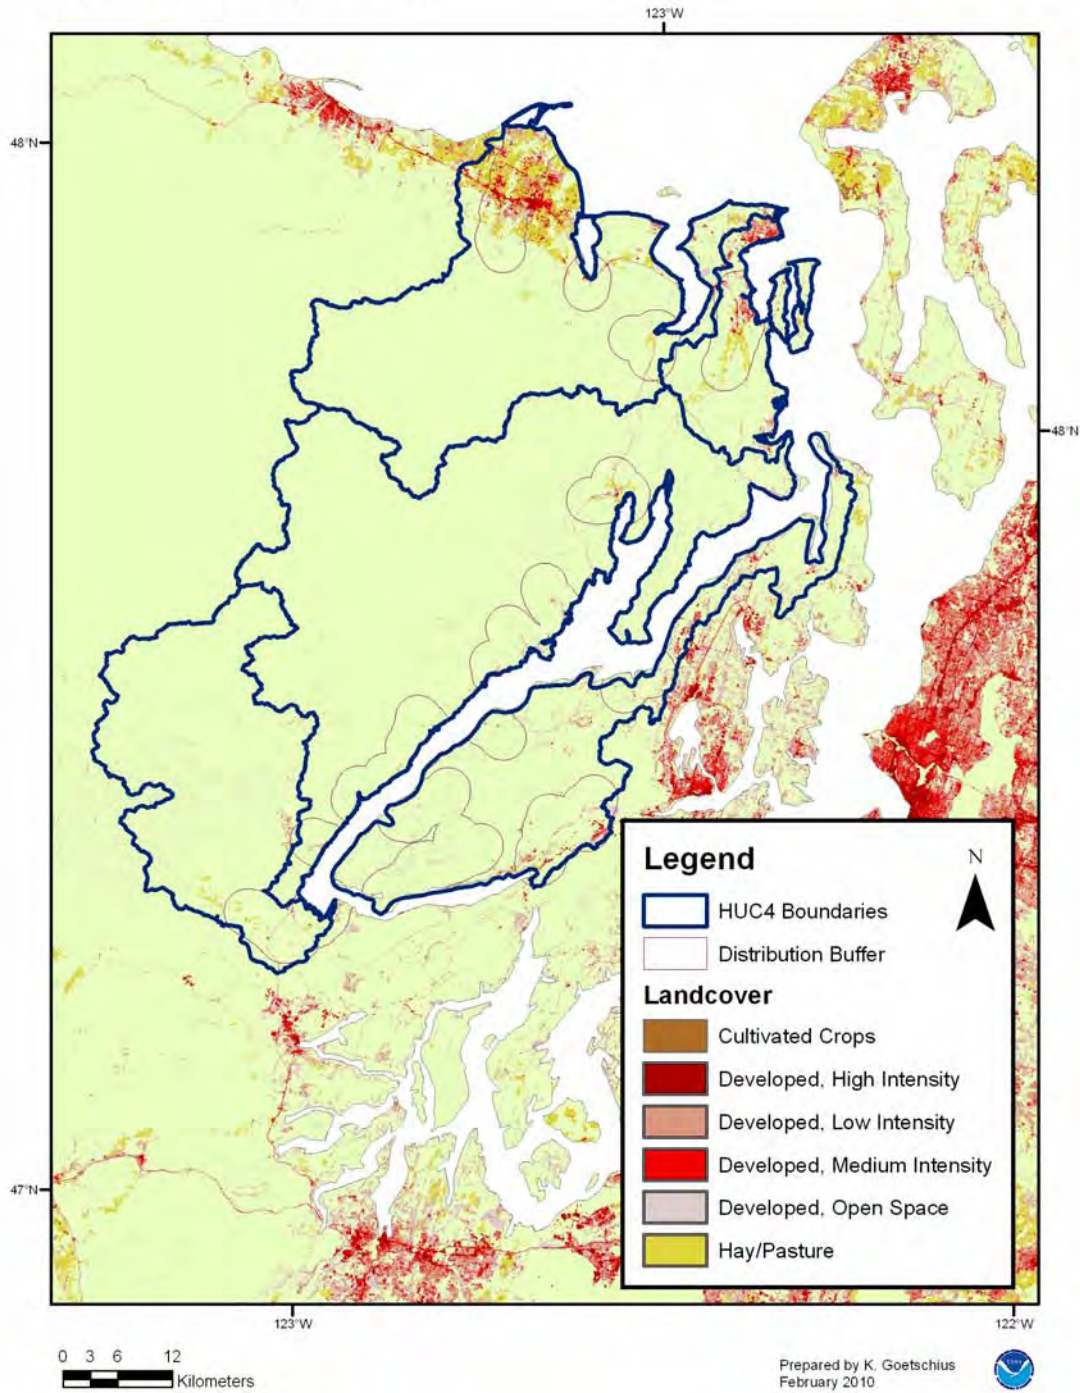 123°W
48°N
48°N
47°N
Legend
N
HUC4 Boundaries
Distribution Buffer
Landcover
Cultivated Crops
Developed, High Intensity
Developed, Low Intensity
Developed, Medium Intensity
Developed, Open Space
Hay/Pasture
123°W
122°W
0 3 6 12
Kilometers
Prepared by K. Goetschius
February 2010